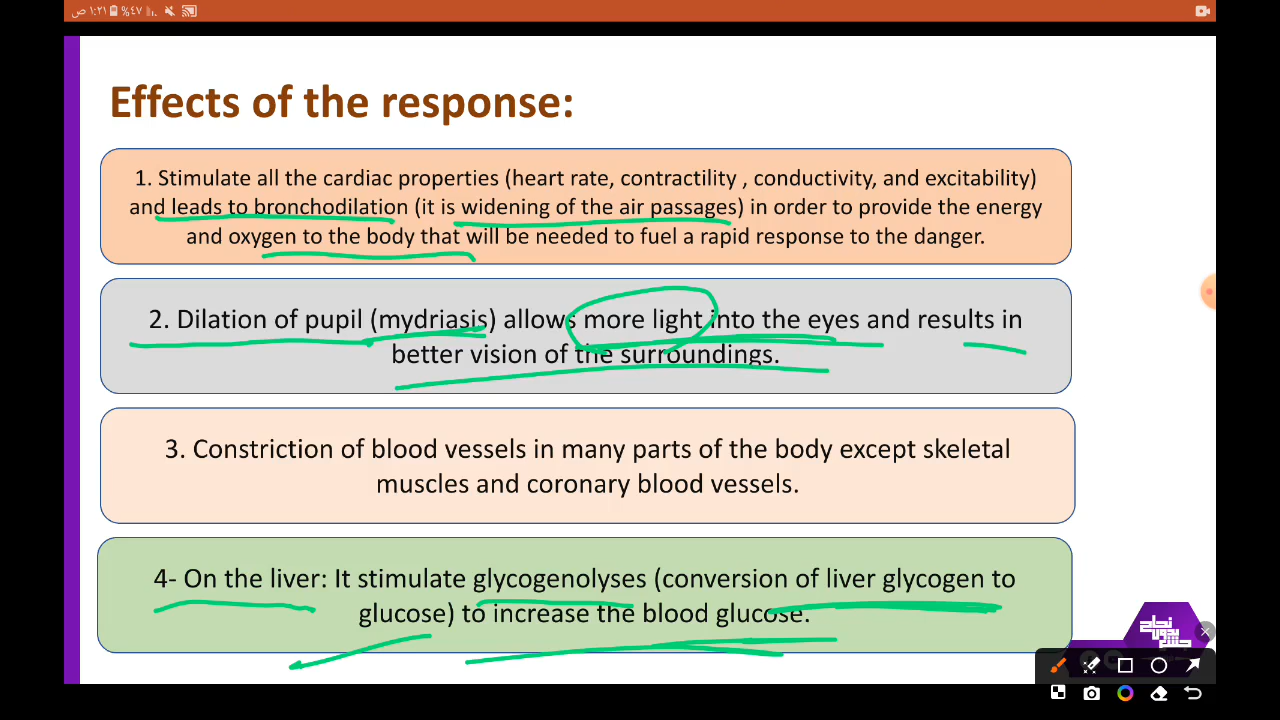 ١:٢١ ص ٤٧%
Effects of the response:
1. Stimulate all the cardiac properties (heart rate, contractility , conductivity, and excitability)
and leads to bronchodilation (it is widening of the air passages) in order to provide the energy
and oxygen to the body that will be needed to fuel a rapid response to the danger.
2. Dilation of pupil (mydriasis) allows more light into the eyes and results in
better vision of the surroundings.
3. Constriction of blood vessels in many parts of the body except skeletal
muscles and coronary blood vessels.
4- On the liver: It stimulate glycogenolyses (conversion of liver glycogen to
glucose) to increase the blood glucose.